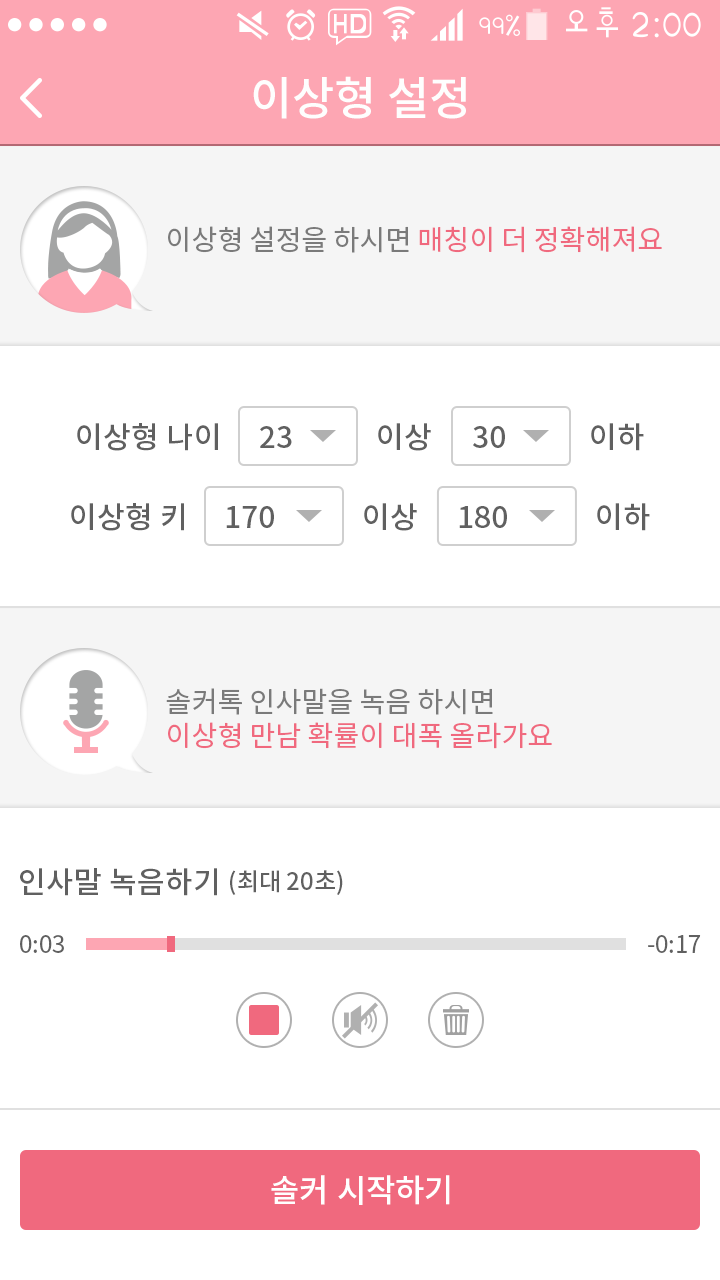 HD 99% 오후 2:00
이상형 설정
이상형 설정을 하시면 매칭이 더 정확해져요
이상형 나이 23 이상 30 이하
이상형 키 170 이상 180 이하
솔커톡 인사말을 녹음 하시면
이상형 만남 확률이 대폭 올라가요
인사말 녹음하기 (최대 20초)
0:03 -0:17
솔커 시작하기